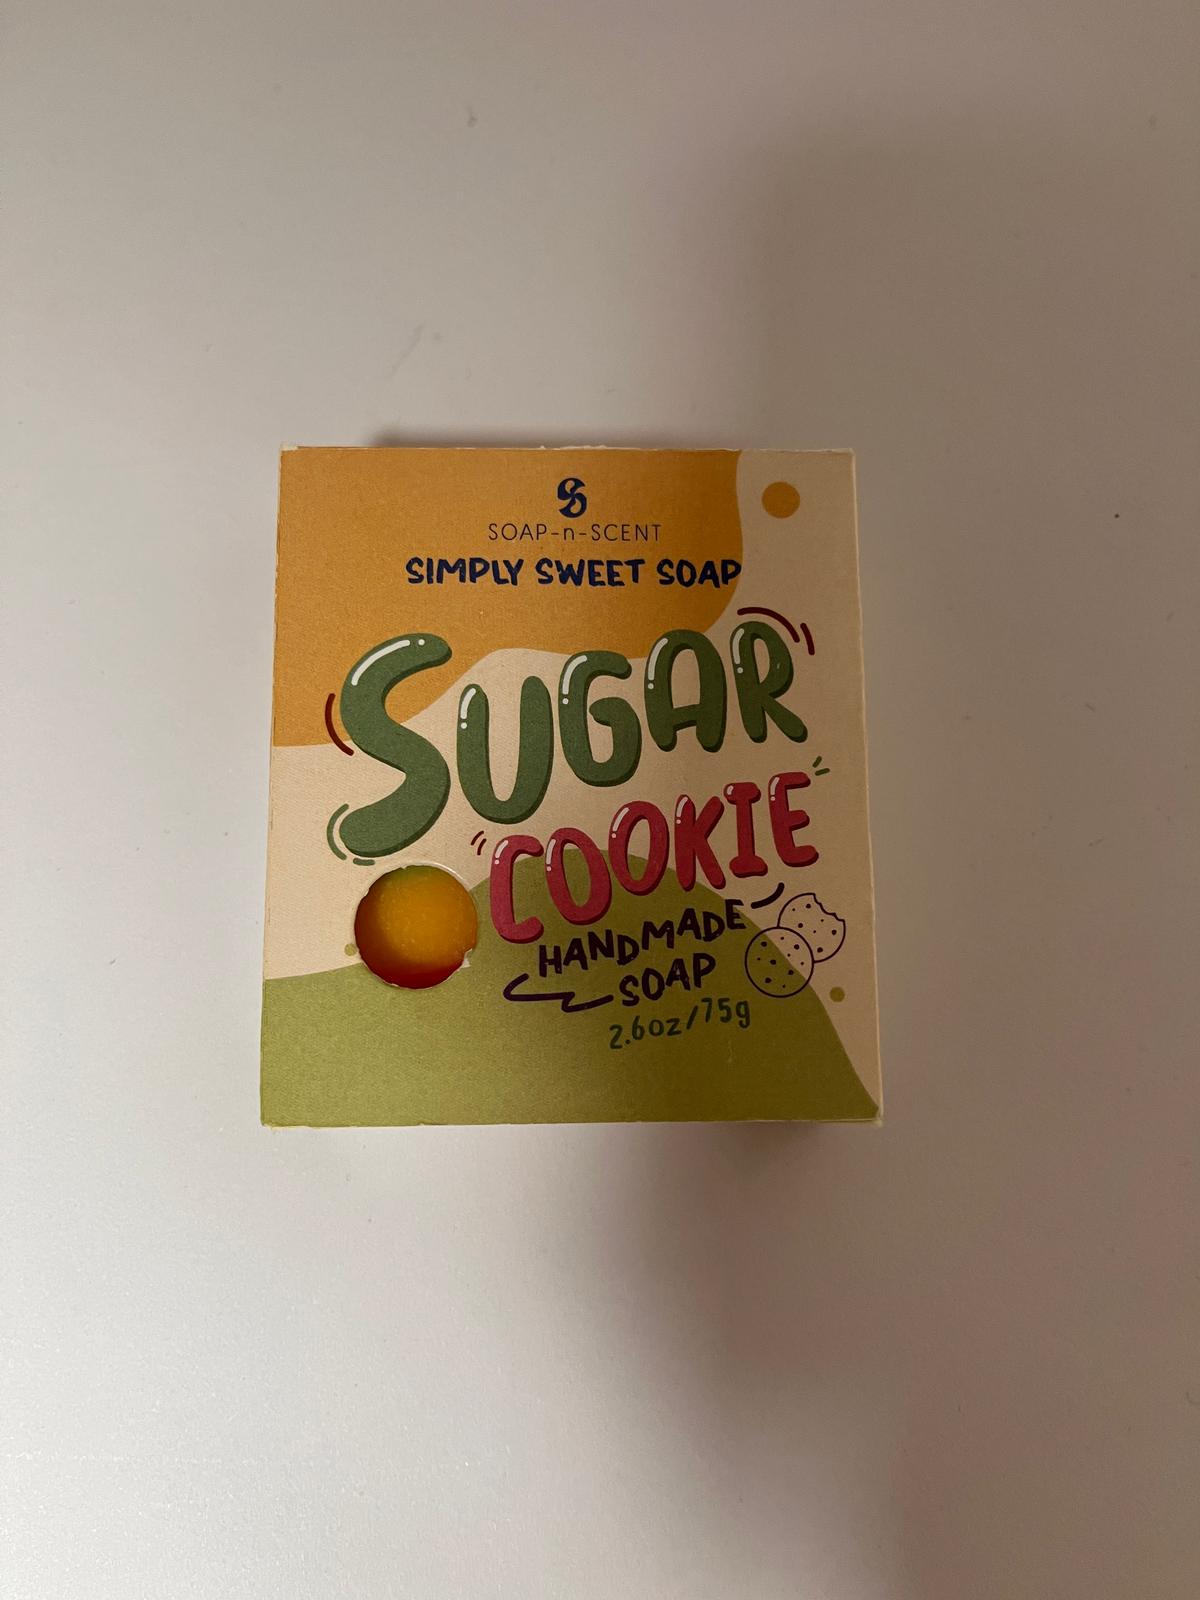 SOAP-n-SCENT
SIMPLY SWEET SOAP
SUGAR
COOKIE
HANDMADE
SOAP
2.6oz/75g